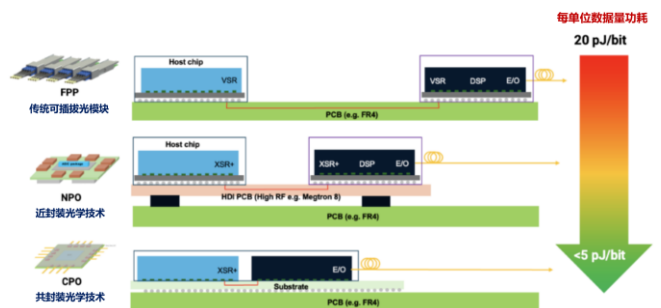 每单位数据量功耗
20 pJ/bit
Host chip
VSR
VSR DSP E/O
FPP
传统可插拔光模块
PCB (e.g. FR4)
Host chip
XSR+
XSR+ DSP E/O
NPO
近封装光学技术
HDI PCB (High RF e.g. Megtron 8)
PCB (e.g. FR4)
<5 pJ/bit
XSR+
E/O
CPO
共封装光学技术
Substrate
PCB (e.g. FR4)